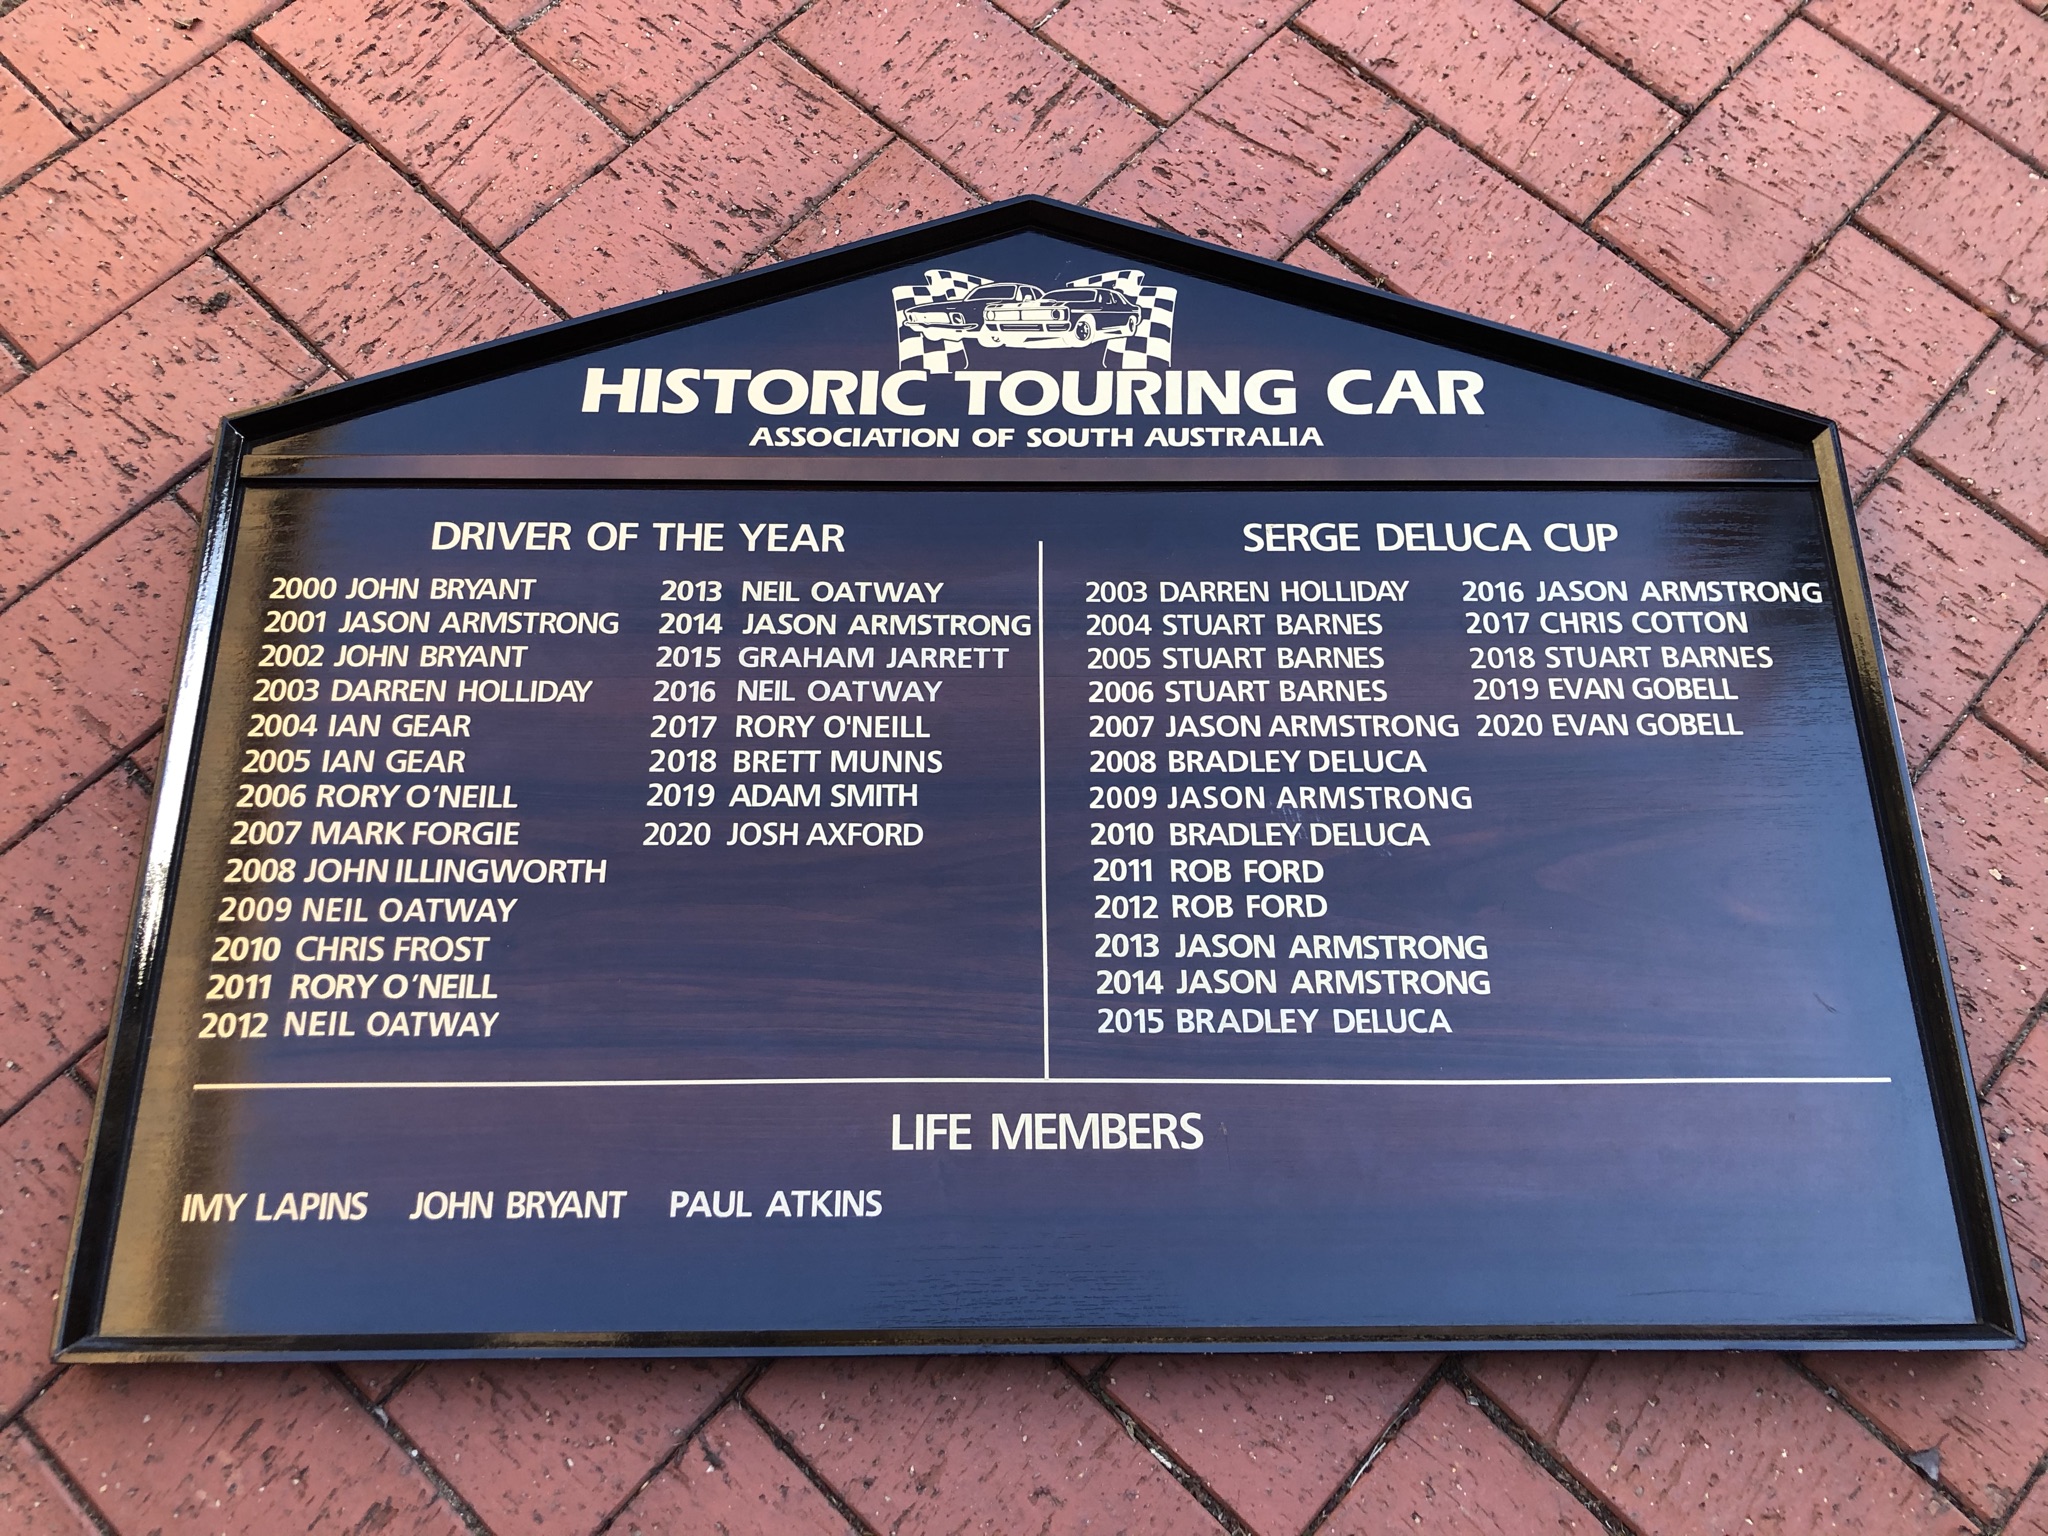 HISTORIC TOURING CAR
ASSOCIATION OF SOUTH AUSTRALIA
DRIVER OF THE YEAR
2000 JOHN BRYANT
2001 JASON ARMSTRONG
2002 JOHN BRYANT
2003 DARREN HOLLIDAY
2004 IAN GEAR
2005 IAN GEAR
2006 RORY O'NEILL
2007 MARK FORGIE
2008 JOHN ILLINGWORTH
2009 NEIL OATWAY
2010 CHRIS FROST
2011 RORY O'NEILL
2012 NEIL OATWAY
2013 NEIL OATWAY
2014 JASON ARMSTRONG
2015 GRAHAM JARRETT
2016 NEIL OATWAY
2017 RORY O'NEILL
2018 BRETT MUNNS
2019 ADAM SMITH
2020 JOSH AXFORD
SERGE DELUCA CUP
2003 DARREN HOLLIDAY
2004 STUART BARNES
2005 STUART BARNES
2006 STUART BARNES
2007 JASON ARMSTRONG
2008 BRADLEY DELUCA
2009 JASON ARMSTRONG
2010 BRADLEY DELUCA
2011 ROB FORD
2012 ROB FORD
2013 JASON ARMSTRONG
2014 JASON ARMSTRONG
2015 BRADLEY DELUCA
2016 JASON ARMSTRONG
2017 CHRIS COTTON
2018 STUART BARNES
2019 EVAN GOBELL
2020 EVAN GOBELL
LIFE MEMBERS
IMY LAPINS JOHN BRYANT PAUL ATKINS